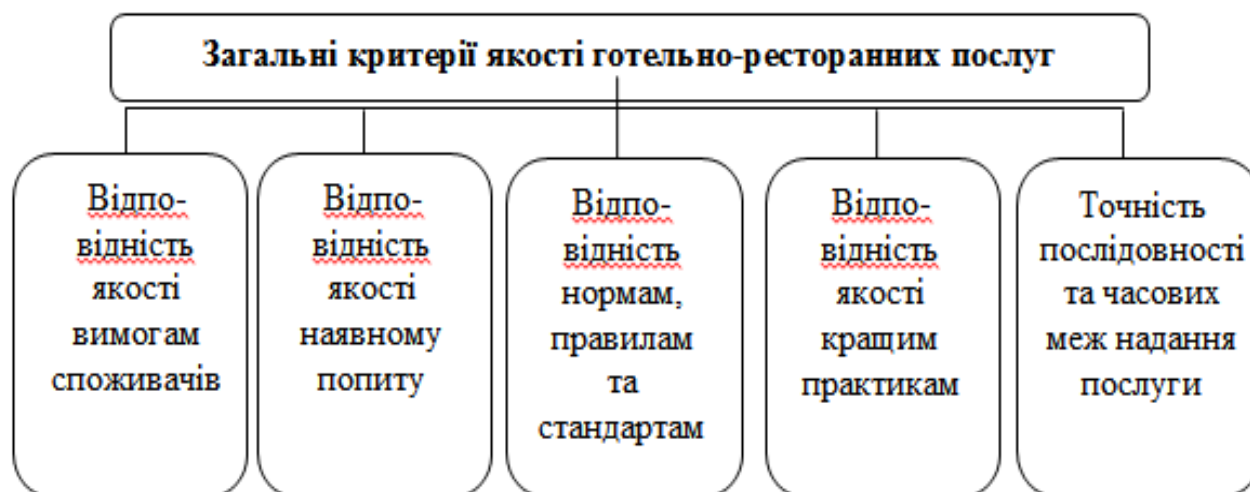 Загальні критерії якості готельно-ресторанних послуг
Відпо-
відність
якості
вимогам
споживачів
Відпо-
відність
якості
наявному
попиту
Відпо-
відність
нормам,
правилам
та
стандартам
Відпо-
відність
якості
кращим
практикам
Точність
послідовності
та часових
меж надання
послуги